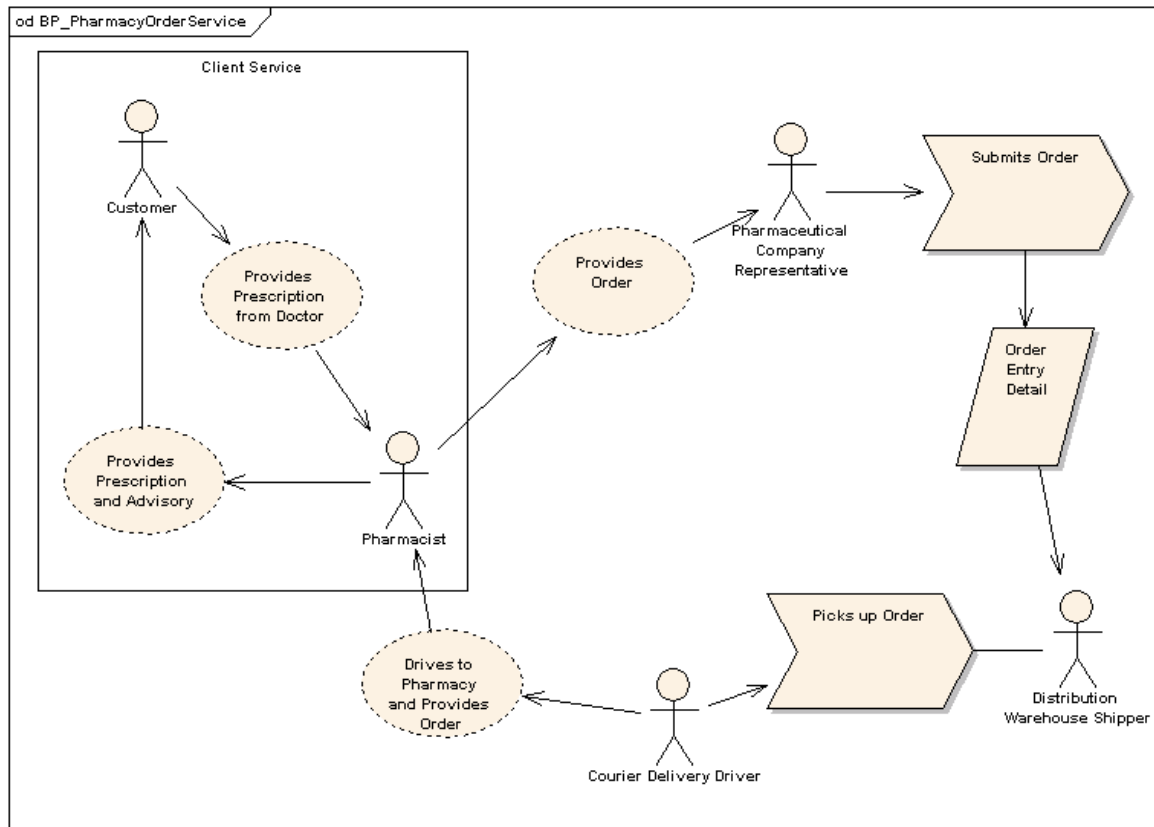 od BP_PharmacyOrderService
Client Service
Customer
Provides
Prescription
from Doctor
Provides
Prescription
and Advisory
Pharmacist
Provides
Order
Pharmaceutical
Company
Representative
Submits Order
Order
Entry
Detail
Distribution
Warehouse Shipper
Picks up Order
Courier Delivery Driver
Drives to
Pharmacy
and Provides
Order